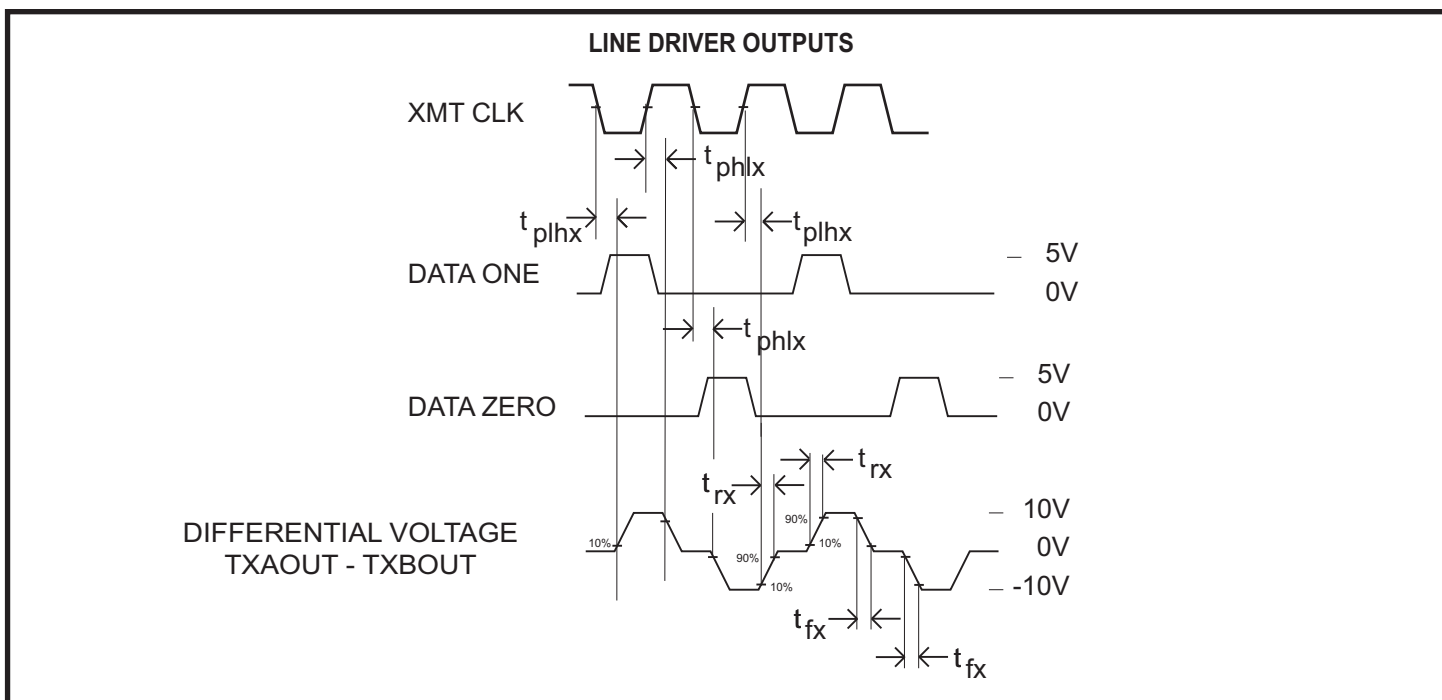 LINE DRIVER OUTPUTS
XMT CLK
t phlx
t plhx
t plhx
DATA ONE
5V
0V
t phlx
DATA ZERO
5V
0V
t rx
t rx
DIFFERENTIAL VOLTAGE
TXAOUT - TXBOUT
10%
90%
10%
90%
10%
10V
0V
-10V
t fx
t fx